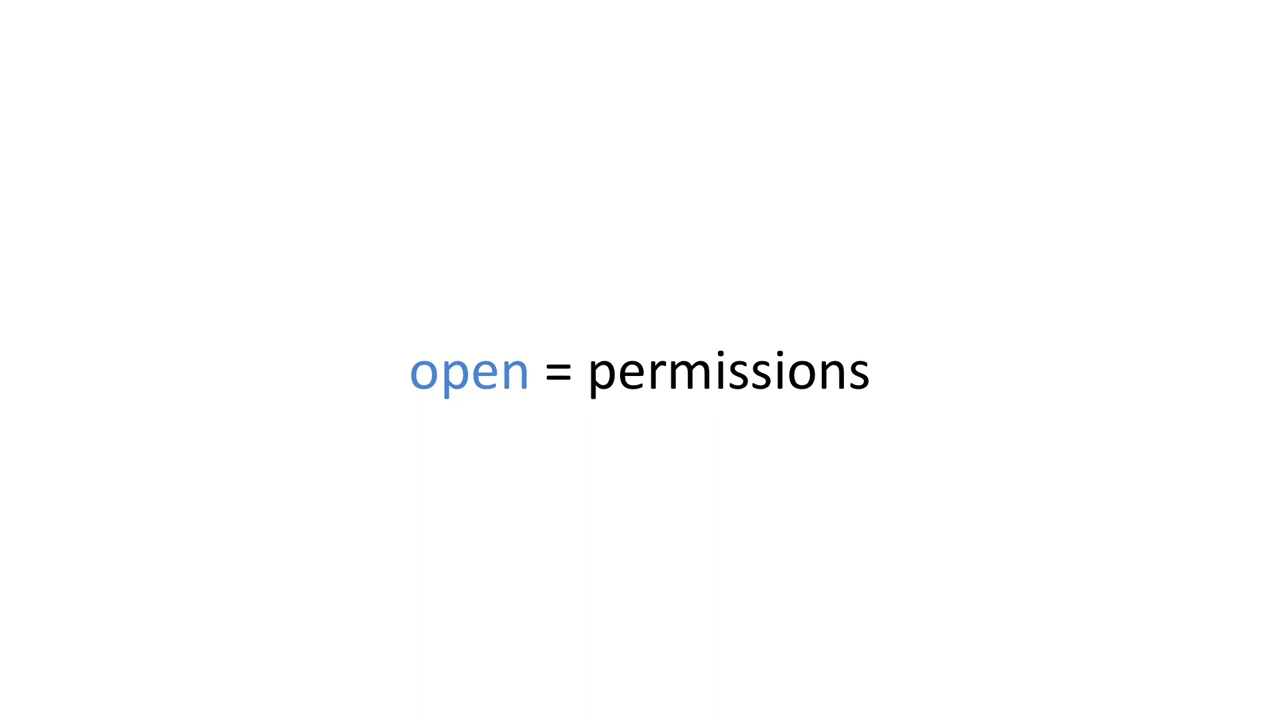 open = permissions